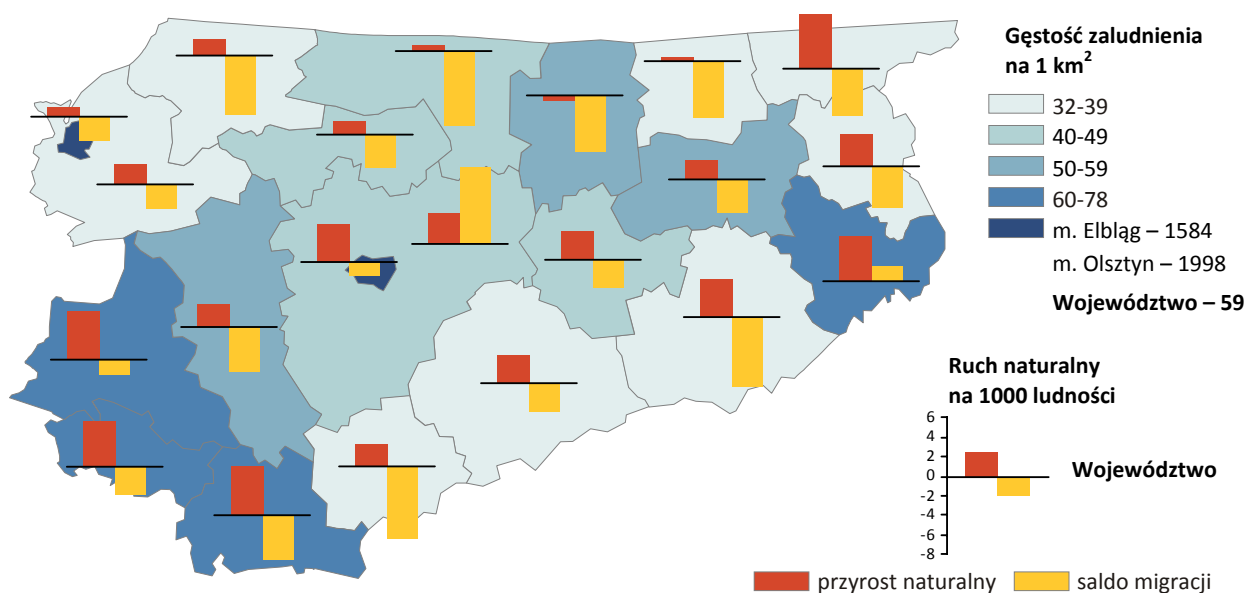 Gęstość zaludnienia
na 1 km²
32-39
40-49
50-59
60-78
m. Elbląg – 1584
m. Olsztyn – 1998
Województwo – 59
Ruch naturalny
na 1000 ludności
6
4
2
0
-2
-4
-6
-8
Województwo
przyrost naturalny
saldo migracji